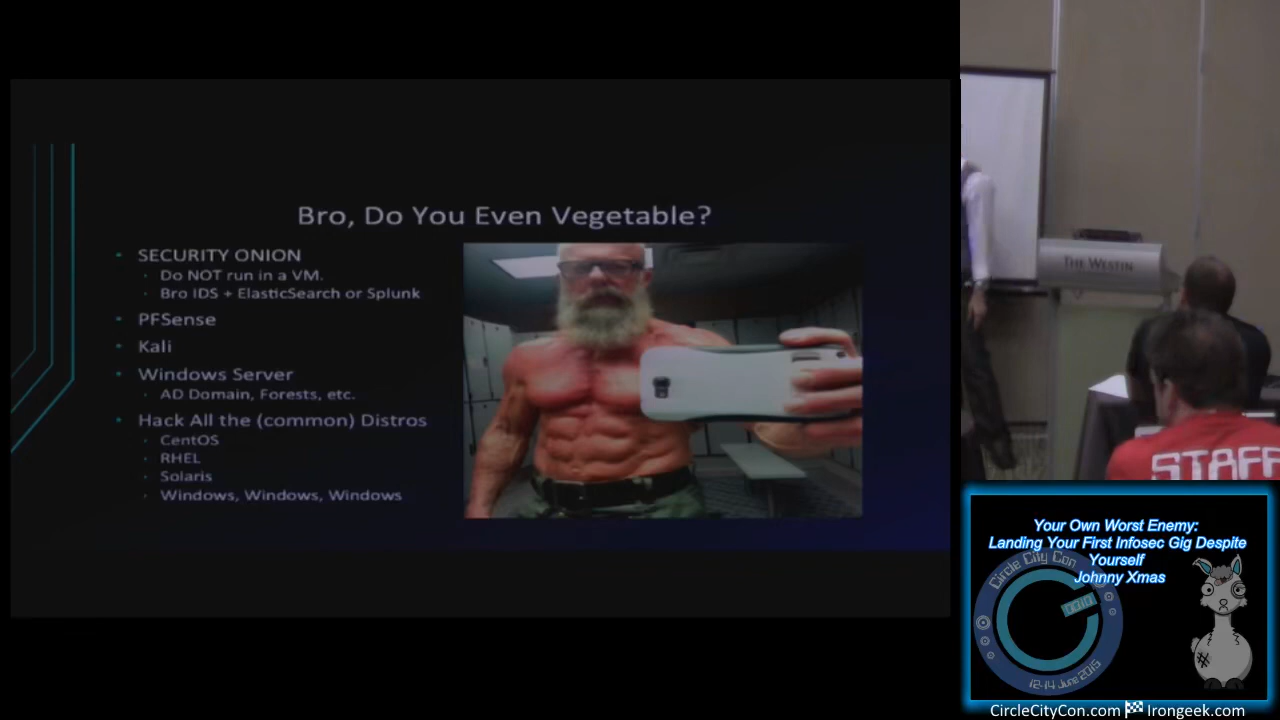 Bro, Do You Even Vegetable?
SECURITY ONION
Do NOT run in a VM.
Bro IDS + ElasticSearch or Splunk
PFSense
Kali
Windows Server
AD Domain, Forests, etc.
Hack All the (common) Distros
CentOS
RHEL
Solaris
Windows, Windows, Windows
THE WESTIN
STAFF
Your Own Worst Enemy:
Landing Your First Infosec Gig Despite
Yourself
Johnny Xmas
Circle City Con
12-14 June 2015
CircleCityCon.com Irongeek.com